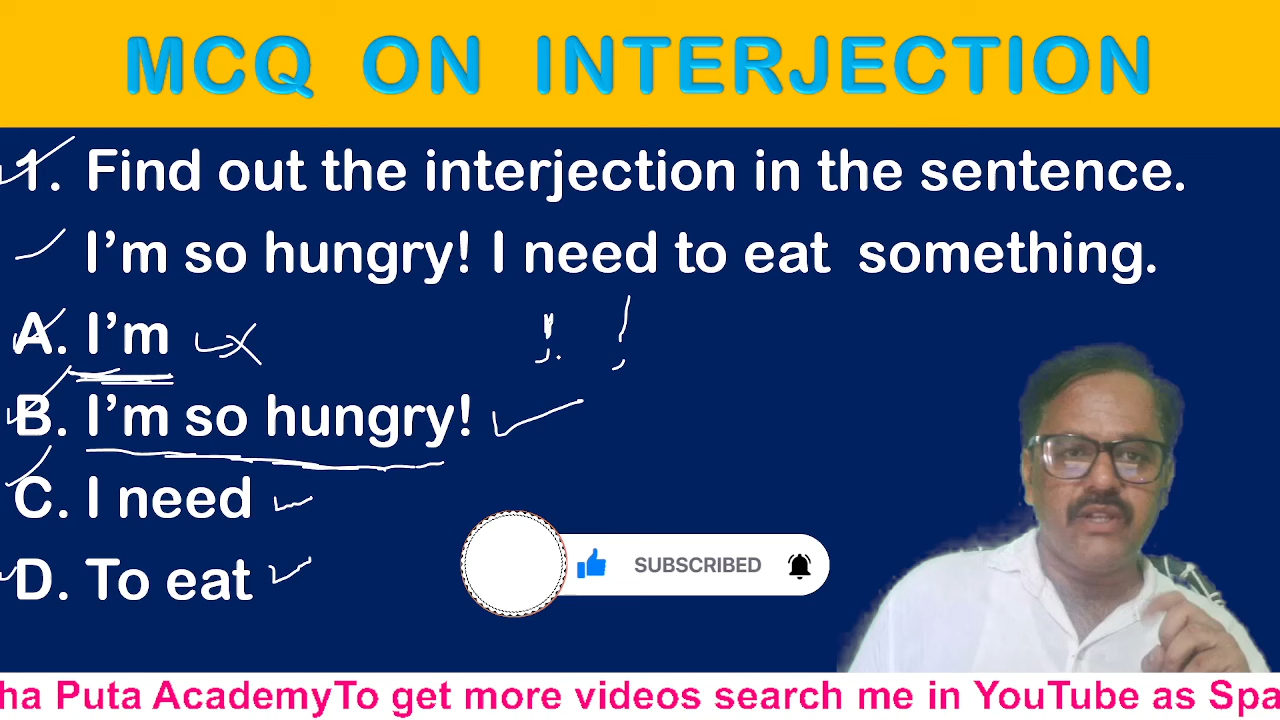 MCQ ON INTERJECTION
1. Find out the interjection in the sentence.
I'm so hungry! I need to eat something.
A. I'm
B. I'm so hungry!
! !
C. I need
D. To eat
SUBSCRIBED
ha Puta AcademyTo get more videos search me in YouTube as Spa